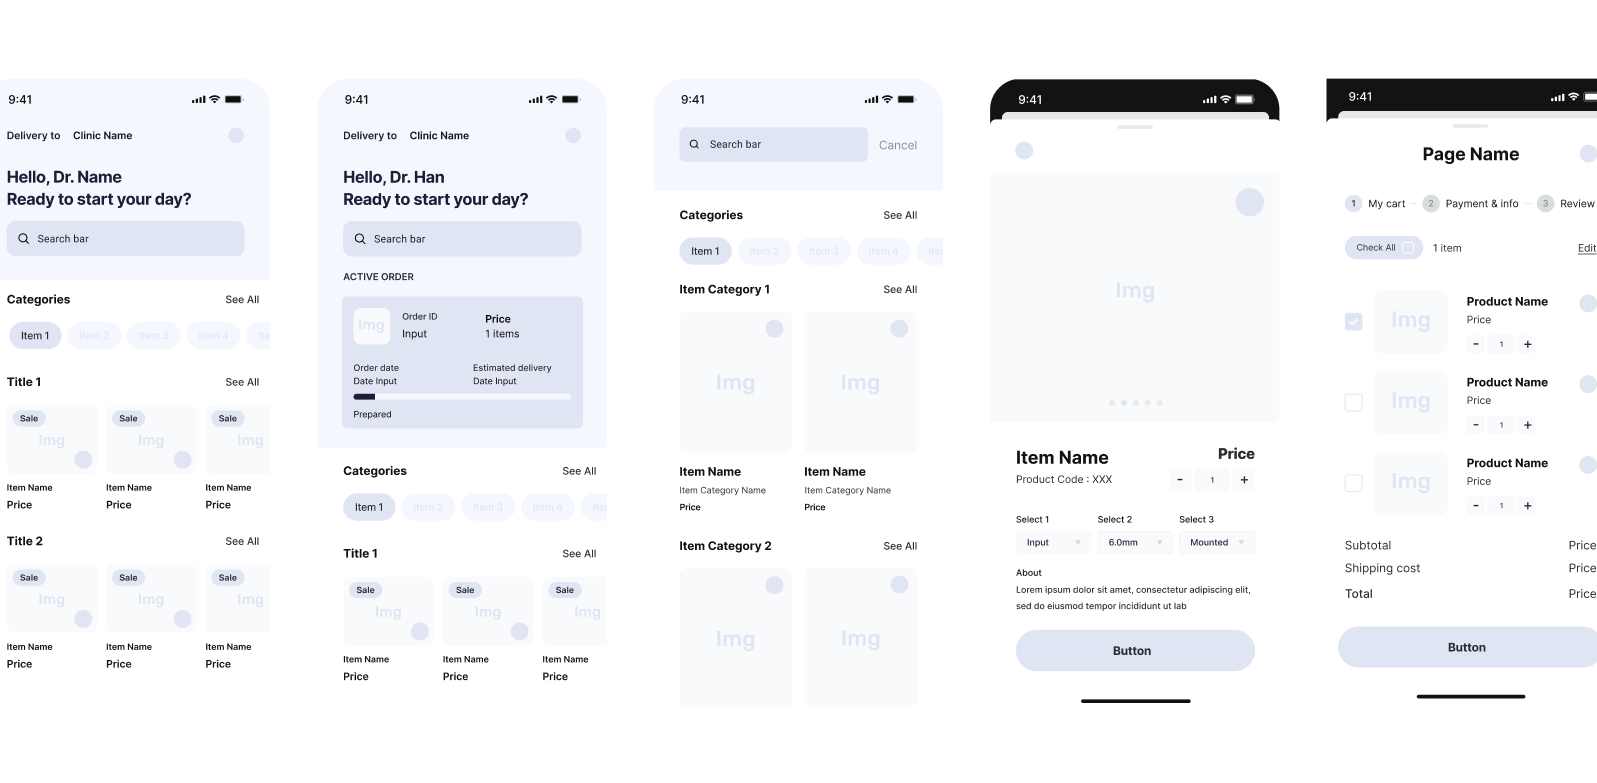 9:41
Delivery to Clinic Name
Hello, Dr. Name
Ready to start your day?
Search bar
Categories See All
Item 1 Item 2 Item 3 Item 4 Ite
Title 1 See All
Sale Sale Sale
Img Img Img
Item Name Item Name Item Name
Price Price Price
Title 2 See All
Sale Sale Sale
Img Img Img
Item Name Item Name Item Name
Price Price Price
9:41
Delivery to Clinic Name
Hello, Dr. Han
Ready to start your day?
Search bar
ACTIVE ORDER
Img
Order ID Price
Input 1 items
Order date Estimated delivery
Date Input Date Input
Prepared
Categories See All
Item 1 Item 2 Item 3 Item 4 Iter
Title 1 See All
Sale Sale Sale
Img Img Img
Item Name Item Name Item Name
Price Price Price
9:41
Search bar Cancel
Categories See All
Item 1 Item 2 Item 3 Item 4 Iter
Item Category 1 See All
Img Img
Item Name Item Name
Item Category Name Item Category Name
Price Price
Item Category 2 See All
Img Img
9:41
Img
Item Name Price
Product Code : XXX - 1 +
Select 1 Select 2 Select 3
Input 6.0mm Mounted
About
Lorem ipsum dolor sit amet, consectetur adipiscing elit,
sed do eiusmod tempor incididunt ut lab
Button
9:41
Page Name
1 My cart 2 Payment & info 3 Review
Check All 1 item Edit
Img
Product Name
Price
- 1 +
Img
Product Name
Price
- 1 +
Img
Product Name
Price
- 1 +
Subtotal Price
Shipping cost Price
Total Price
Button